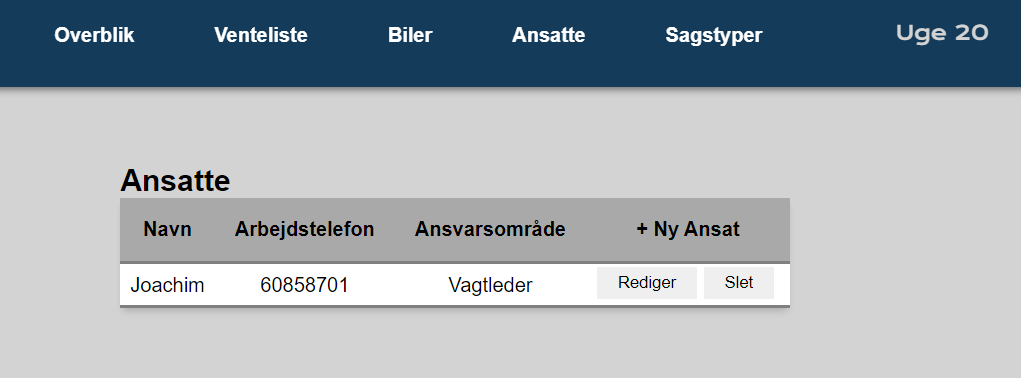 Overblik Venteliste Biler Ansatte Sagstyper Uge 20
Ansatte
Navn Arbejdstelefon Ansvarsområde + Ny Ansat
Joachim 60858701 Vagtleder Rediger Slet